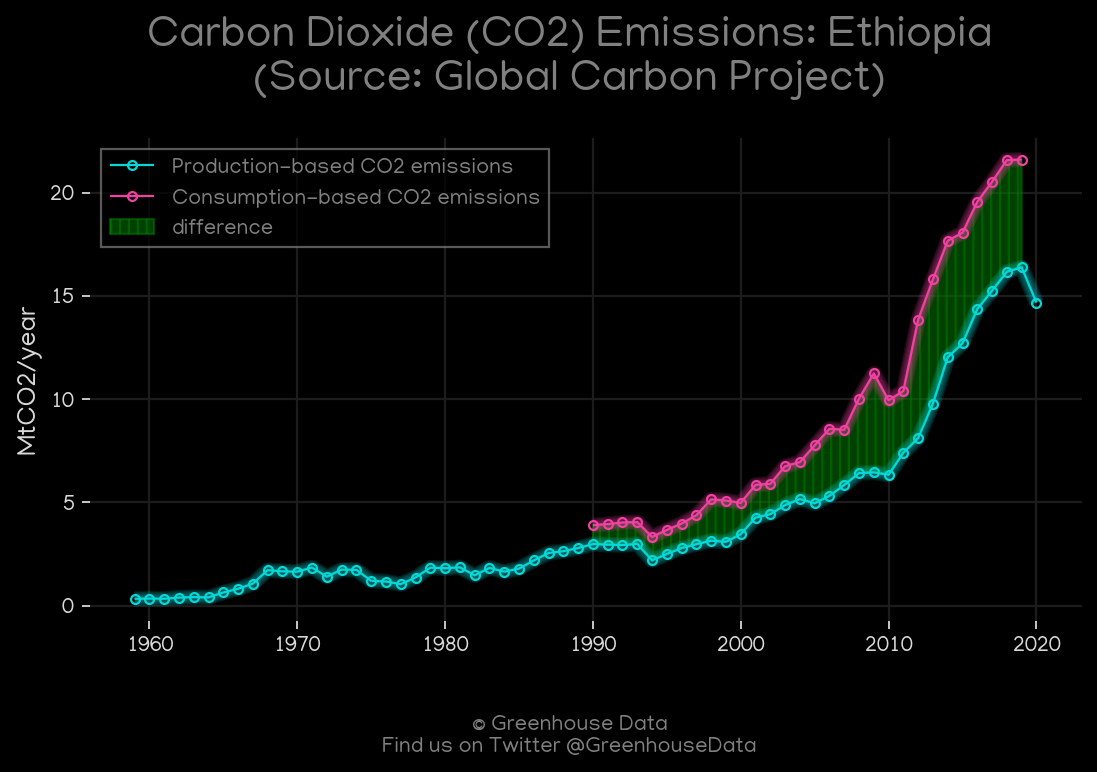 Carbon Dioxide (CO2) Emissions: Ethiopia
(Source: Global Carbon Project)
Production-based CO2 emissions
Consumption-based CO2 emissions
difference
MtCO2/year
20
15
10
5
0
1960 1970 1980 1990 2000 2010 2020
© Greenhouse Data
Find us on Twitter @GreenhouseData